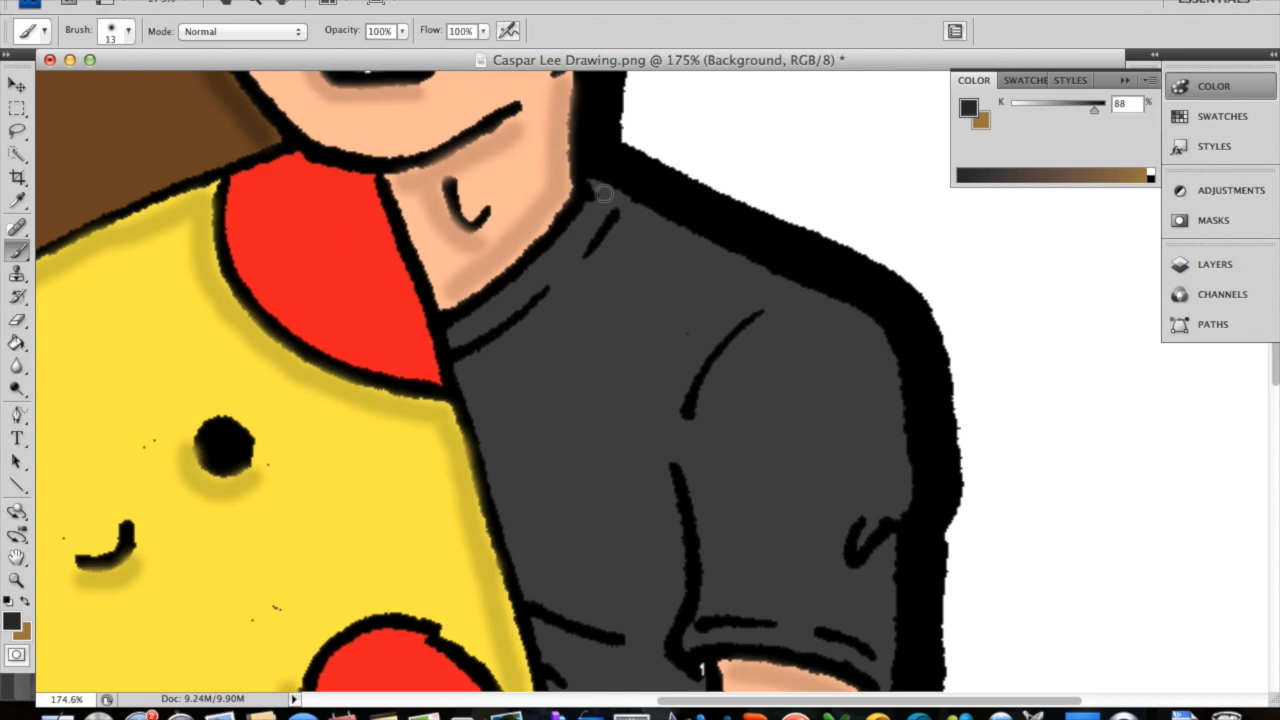 ESSENTIALS
Brush: 13 Mode: Normal Opacity: 100% Flow: 100%
Caspar Lee Drawing.png @ 175% (Background, RGB/8) *
COLOR SWATCHE STYLES
K 88 %
COLOR
SWATCHES
STYLES
ADJUSTMENTS
MASKS
LAYERS
CHANNELS
PATHS
T
174.6% Doc: 9.24M/9.90M